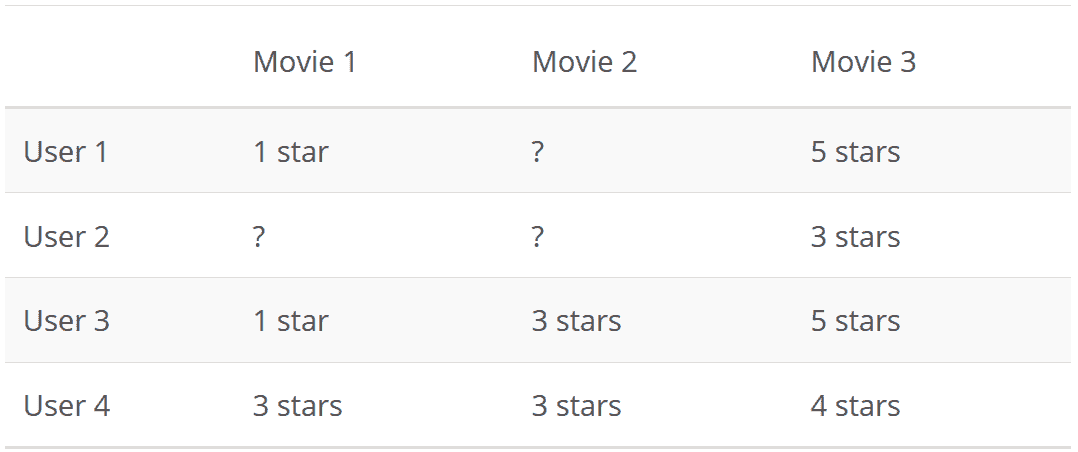 Movie 1 Movie 2 Movie 3
User 1 1 star ? 5 stars
User 2 ? ? 3 stars
User 3 1 star 3 stars 5 stars
User 4 3 stars 3 stars 4 stars